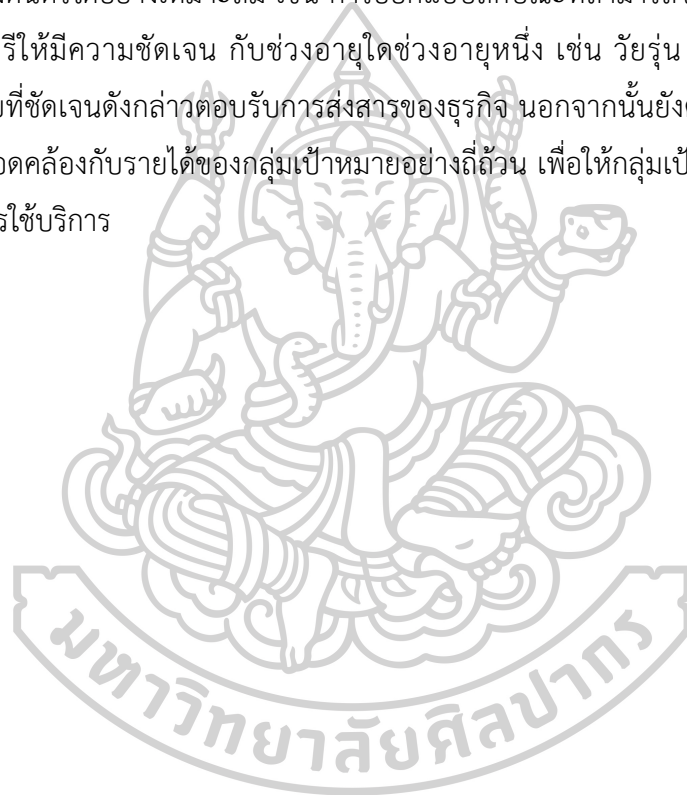 รีให้มีความชัดเจน กับช่วงอายุใดช่วงอายุหนึ่ง เช่น วัยรุ่น
ที่ชัดเจนดังกล่าวตอบรับการส่งสารของธุรกิจ นอกจากนั้นยัง
อดคล้องกับรายได้ของกลุ่มเป้าหมายอย่างถี่ถ้วน เพื่อให้กลุ่มเป้
รใช้บริการ
มหาวิทยาลัยศิลปากร